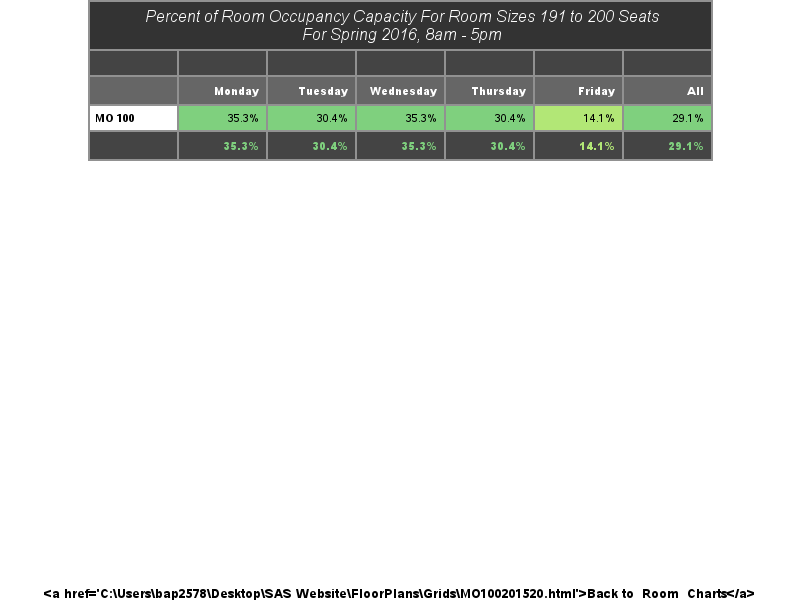 Percent of Room Occupancy Capacity For Room Sizes 191 to 200 Seats
For Spring 2016, 8am - 5pm
Monday Tuesday Wednesday Thursday Friday All
MO 100 35.3% 30.4% 35.3% 30.4% 14.1% 29.1%
35.3% 30.4% 35.3% 30.4% 14.1% 29.1%
<a href='C:\Users\bap2578\Desktop\SAS Website\FloorPlans\Grids\MO100201520.html'>Back to Room Charts</a>